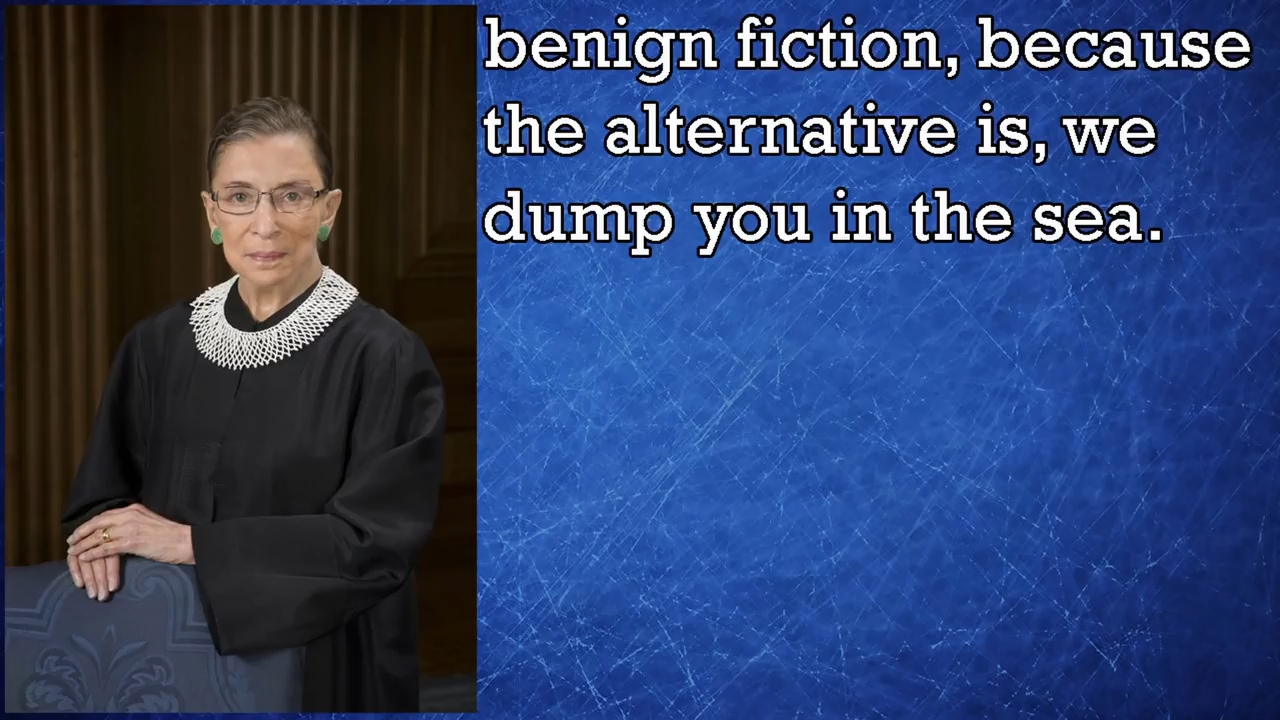 benign fiction, because
the alternative is, we
dump you in the sea.